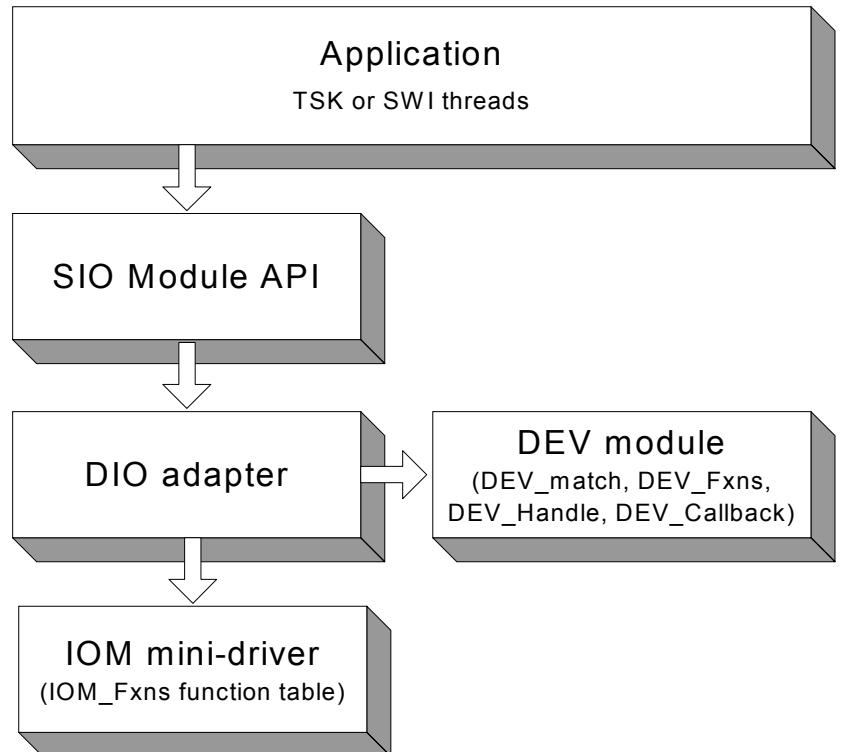 Application
TSK or SWI threads
SIO Module API
DIO adapter
DEV module
(DEV_match, DEV_Fxns,
DEV_Handle, DEV_Callback)
IOM mini-driver
(IOM_Fxns function table)